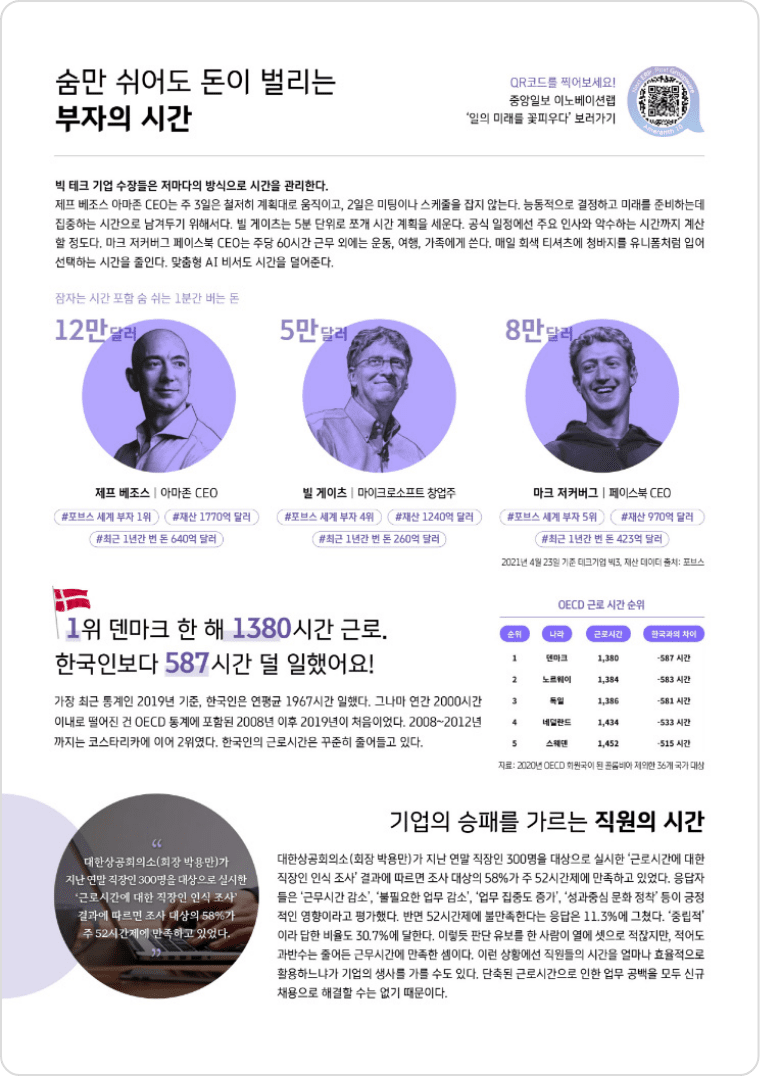 숨만 쉬어도 돈이 벌리는
부자의 시간
QR코드를 찍어보세요!
중앙일보 이노베이션랩
‘일의 미래를 꽃피우다’ 보러가기
빅 테크 기업 수장들은 저마다의 방식으로 시간을 관리한다.
제프 베조스 아마존 CEO는 주 3일은 철저히 계획대로 움직이고, 2일은 미팅이나 스케줄을 잡지 않는다. 능동적으로 결정하고 미래를 준비하는데
집중하는 시간으로 남겨두기 위해서다. 빌 게이츠는 5분 단위로 쪼개 시간 계획을 세운다. 공식 일정에선 주요 인사와 악수하는 시간까지 계산
할 정도다. 마크 저커버그 페이스북 CEO는 주당 60시간 근무 외에는 운동, 여행, 가족에게 쓴다. 매일 회색 티셔츠에 청바지를 유니폼처럼 입어
선택하는 시간을 줄인다. 맞춤형 AI 비서도 시간을 덜어준다.
잠자는 시간 포함 숨 쉬는 1분간 버는 돈
12만달러
5만달러
8만달러
제프 베조스 | 아마존 CEO
#포브스 세계 부자 1위 #재산 1770억 달러
#최근 1년간 번 돈 640억 달러
빌 게이츠 | 마이크로소프트 창업주
#포브스 세계 부자 4위 #재산 1240억 달러
#최근 1년간 번 돈 260억 달러
마크 저커버그 | 페이스북 CEO
#포브스 세계 부자 5위 #재산 970억 달러
#최근 1년간 번 돈 423억 달러
2021년 4월 23일 기준 테크기업 빅3, 재산 데이터 출처: 포브스
1위 덴마크 한 해 1380시간 근로.
한국인보다 587시간 덜 일했어요!
가장 최근 통계인 2019년 기준, 한국인은 연평균 1967시간 일했다. 그나마 연간 2000시간
이내로 떨어진 건 OECD 통계에 포함된 2008년 이후 2019년이 처음이었다. 2008~2012년
까지는 코스타리카에 이어 2위였다. 한국인의 근로시간은 꾸준히 줄어들고 있다.
OECD 근로 시간 순위
순위 나라 근로시간 한국과의 차이
1 덴마크 1,380 -587 시간
2 노르웨이 1,384 -583 시간
3 독일 1,386 -581 시간
4 네덜란드 1,434 -533 시간
5 스웨덴 1,452 -515 시간
자료: 2020년 OECD 회원국이 된 콜롬비아 제외한 36개 국가 대상
“
대한상공회의소(회장 박용만)가
지난 연말 직장인 300명을 대상으로 실시한
‘근로시간에 대한 직장인 인식 조사’
결과에 따르면 조사 대상의 58%가
주 52시간제에 만족하고 있었다.
”
기업의 승패를 가르는 직원의 시간
대한상공회의소(회장 박용만)가 지난 연말 직장인 300명을 대상으로 실시한 ‘근로시간에 대한
직장인 인식 조사’ 결과에 따르면 조사 대상의 58%가 주 52시간제에 만족하고 있었다. 응답자
들은 ‘근무시간 감소’, ‘불필요한 업무 감소’, ‘업무 집중도 증가’, ‘성과중심 문화 정착’ 등이 긍정
적인 영향이라고 평가했다. 반면 52시간제에 불만족한다는 응답은 11.3%에 그쳤다. ‘중립적’
이라 답한 비율도 30.7%에 달한다. 이렇듯 판단 유보를 한 사람이 열에 셋으로 적잖지만, 적어도
과반수는 줄어든 근무시간에 만족한 셈이다. 이런 상황에선 직원들의 시간을 얼마나 효율적으로
활용하느냐가 기업의 생사를 가를 수도 있다. 단축된 근로시간으로 인한 업무 공백을 모두 신규
채용으로 해결할 수는 없기 때문이다.